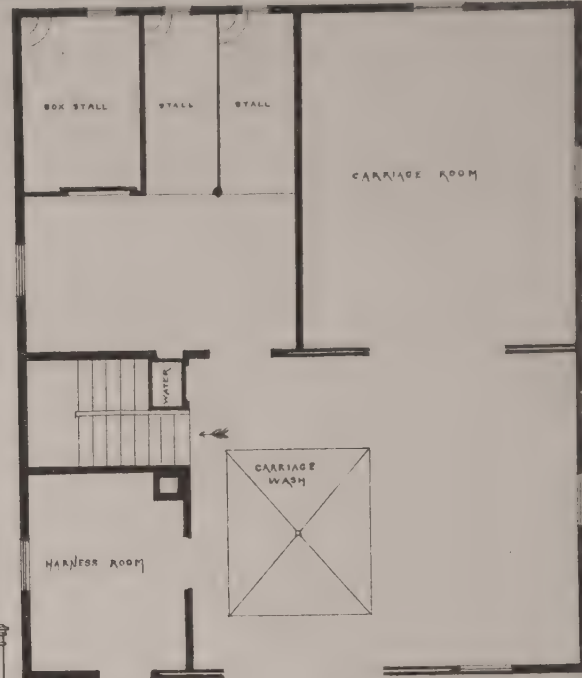 BOX STALL
STALL
STALL
CARRIAGE ROOM
WATER
CARRIAGE
WASH
HARNESS ROOM